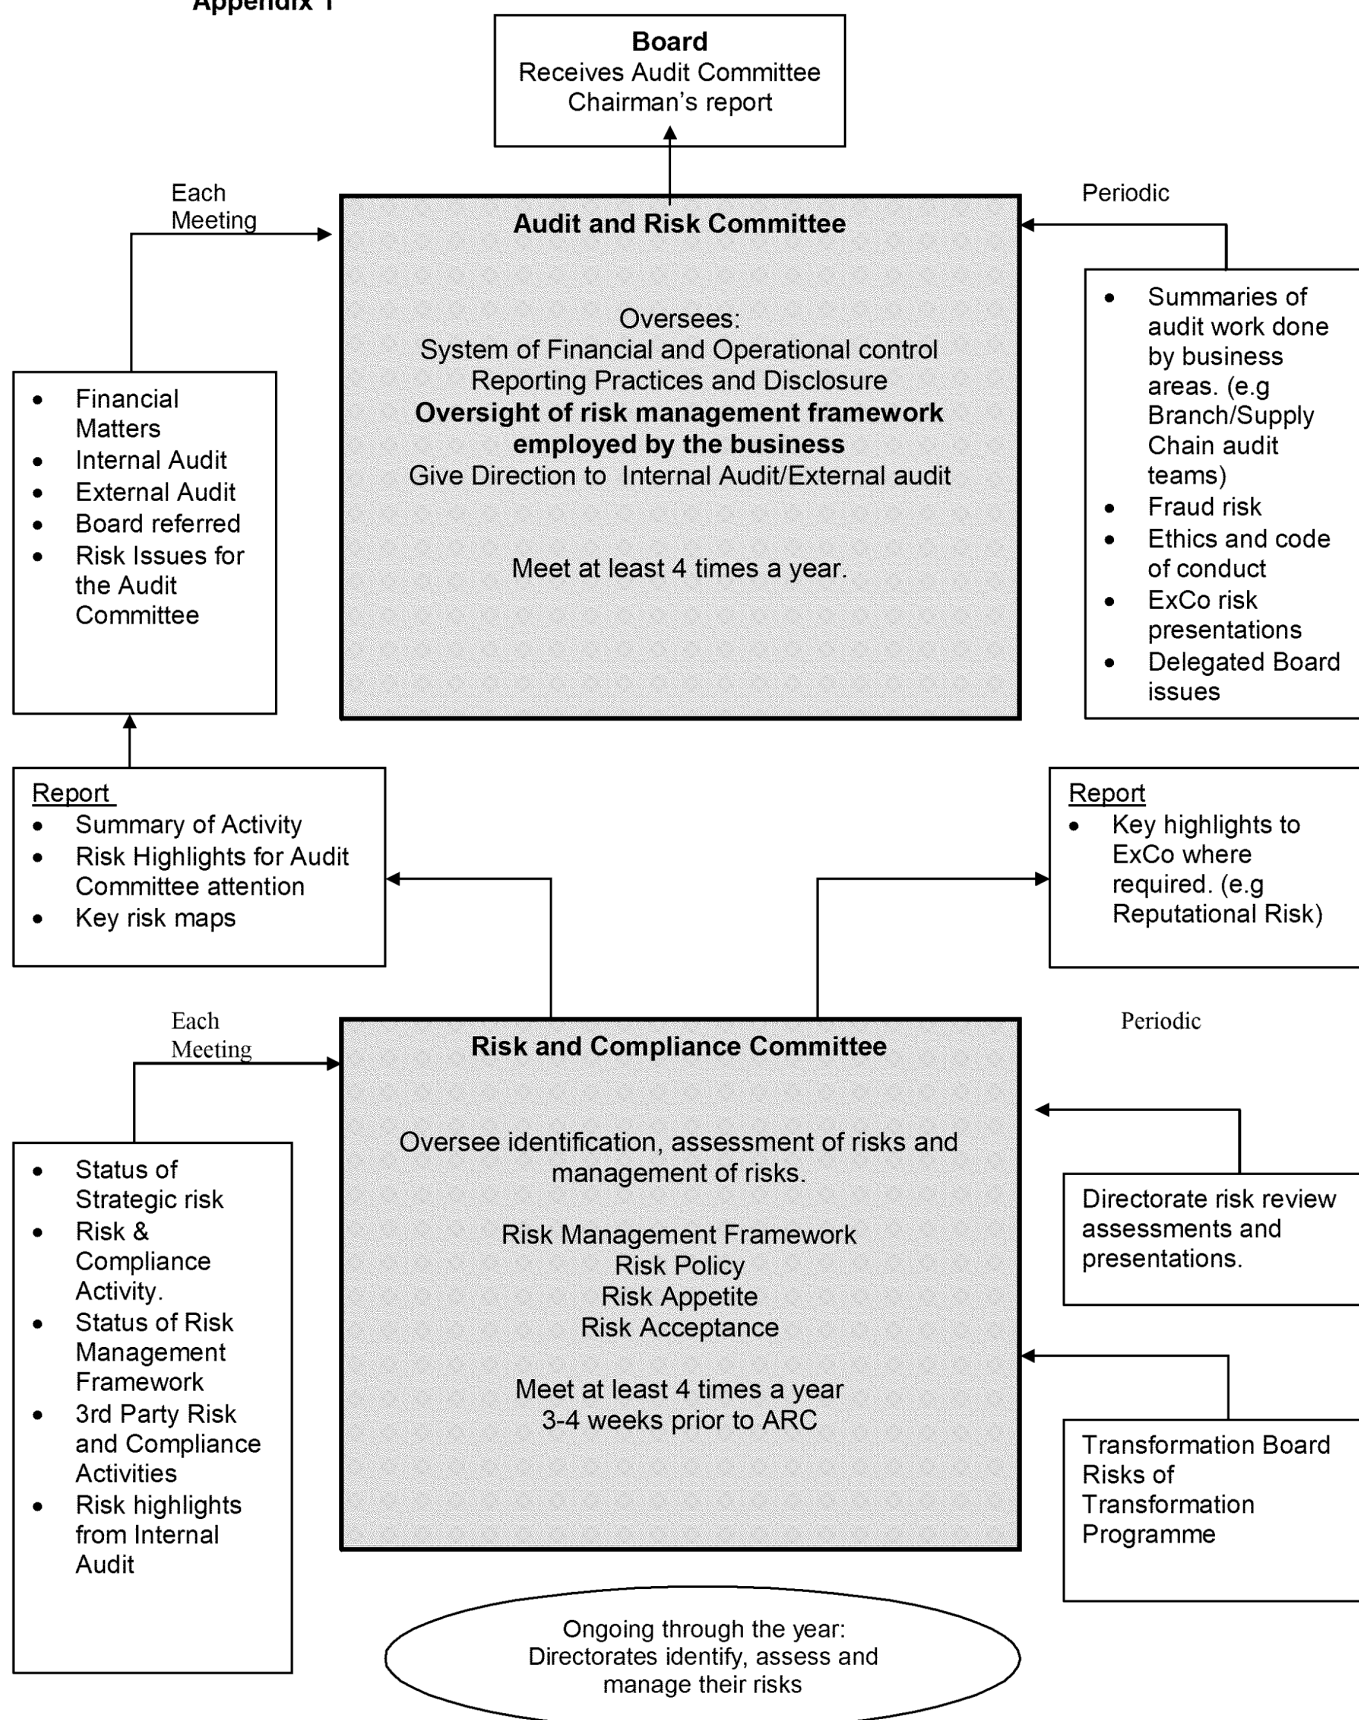 Appendix 1
Board
Receives Audit Committee
Chairman's report
Each
Meeting
Periodic
Audit and Risk Committee
Oversees:
System of Financial and Operational control
Reporting Practices and Disclosure
Oversight of risk management framework
employed by the business
Give Direction to  Internal Audit/External audit
Meet at least 4 times a year.
• Financial
Matters
• Internal Audit
• External Audit
• Board referred
• Risk Issues for
the Audit
Committee
• Summaries of
audit work done
by business
areas. (e.g
Branch/Supply
Chain audit
teams)
• Fraud risk
• Ethics and code
of conduct
• ExCo risk
presentations
• Delegated Board
issues
Report
• Summary of Activity
• Risk Highlights for Audit
Committee attention
• Key risk maps
Report
• Key highlights to
ExCo where
required. (e.g
Reputational Risk)
Each
Meeting
Periodic
Risk and Compliance Committee
Oversee identification, assessment of risks and
management of risks.
Risk Management Framework
Risk Policy
Risk Appetite
Risk Acceptance
Meet at least 4 times a year
3-4 weeks prior to ARC
• Status of
Strategic risk
• Risk &
Compliance
Activity.
• Status of Risk
Management
Framework
• 3rd Party Risk
and Compliance
Activities
• Risk highlights
from Internal
Audit
Directorate risk review
assessments and
presentations.
Transformation Board
Risks of
Transformation
Programme
Ongoing through the year:
Directorates identify, assess and
manage their risks